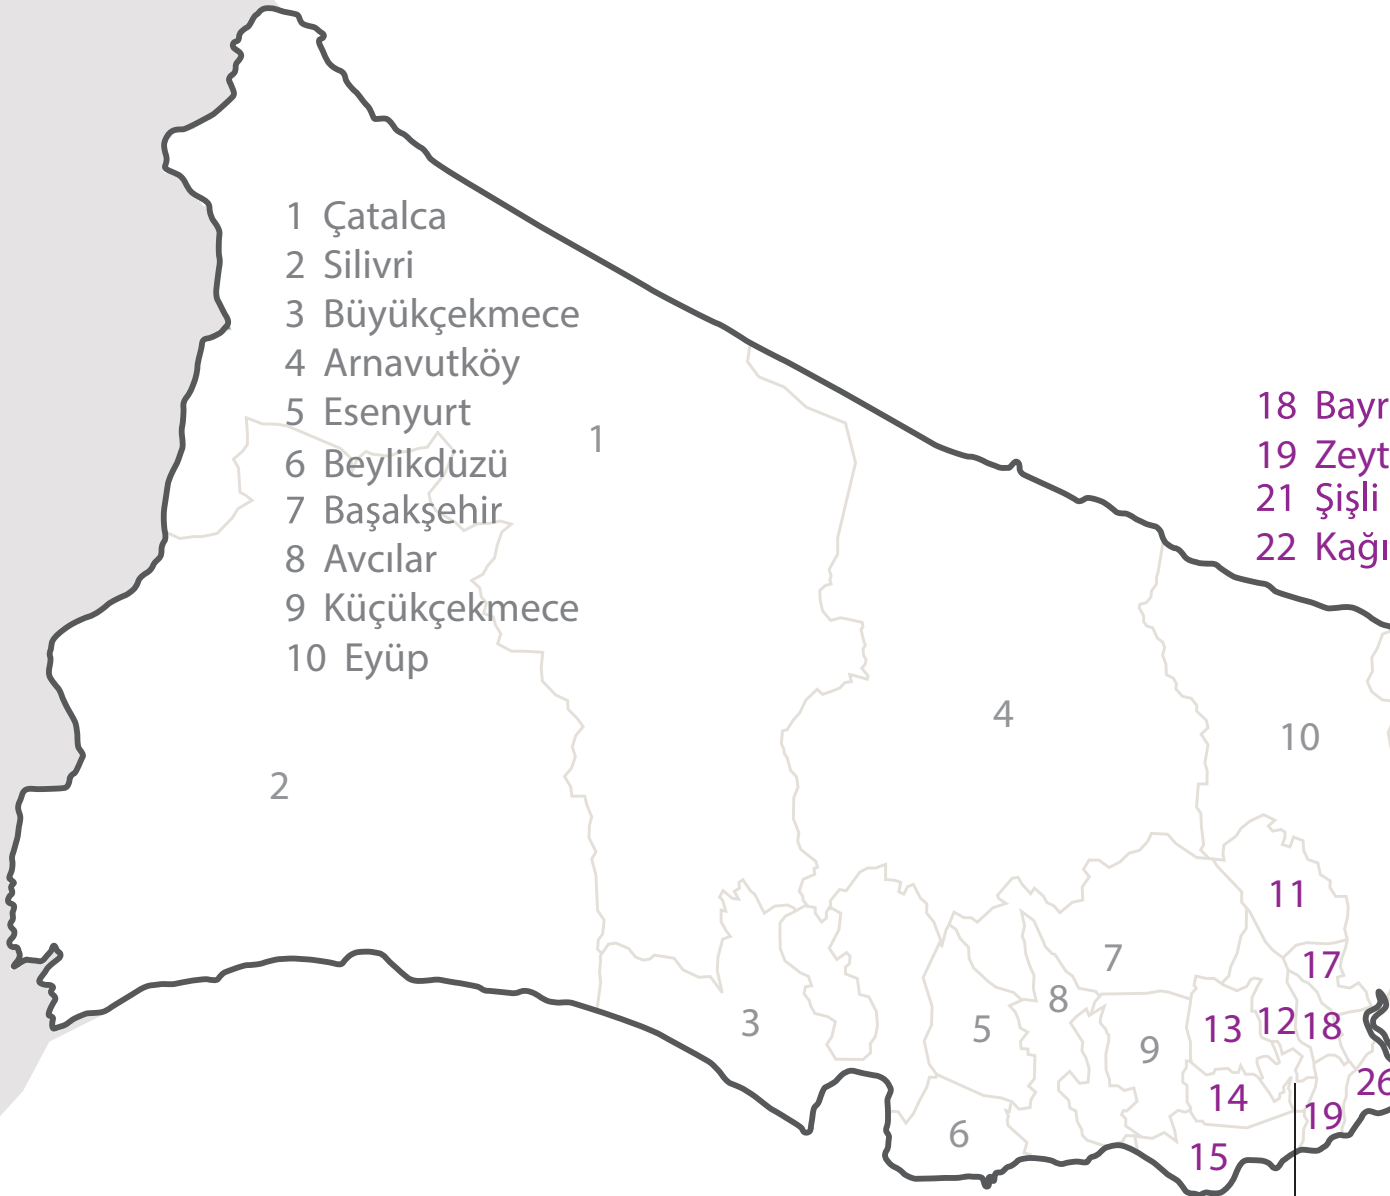 1 Çatalca
2 Silivri
3 Büyükçekmece
4 Arnavutköy
5 Esenyurt
6 Beylikdüzü
7 Başakşehir
8 Avcılar
9 Küçükçekmece
10 Eyüp
18 Bayr
19 Zeyt
21 Şişli
22 Kağı
1
4
10
2
11
7
17
8
3
5
13
12
18
9
26
14
19
6
15